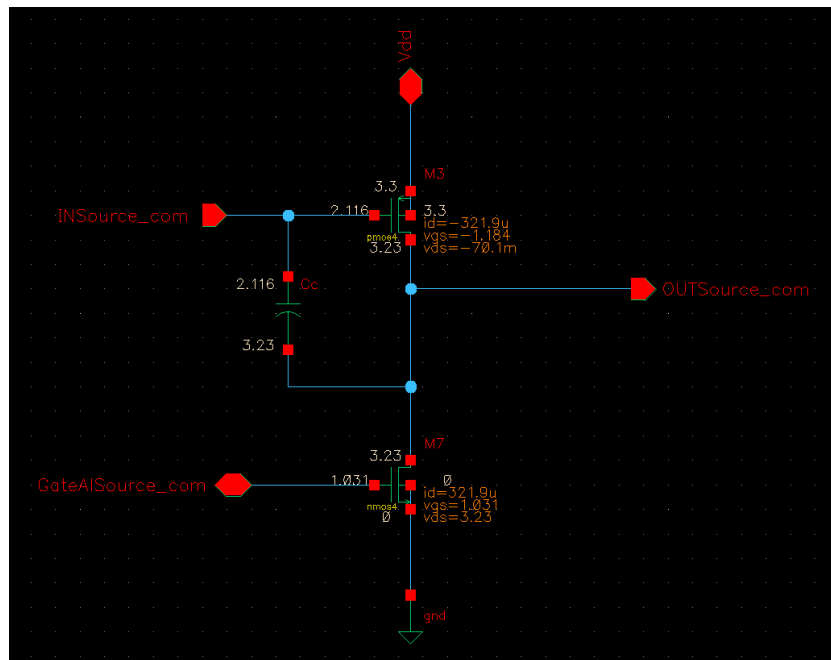 Vdd
M3
3.3
INSource_com
2.116
3.3
id=-321.9u
vgs=-1.184
vds=-70.1m
pmos4
3.23
2.116
Cc
OUTSource_com
3.23
M7
3.23
GateAlSource_com
1.031
0
id=321.9u
vgs=1.031
vds=3.23
nmos4
0
gnd